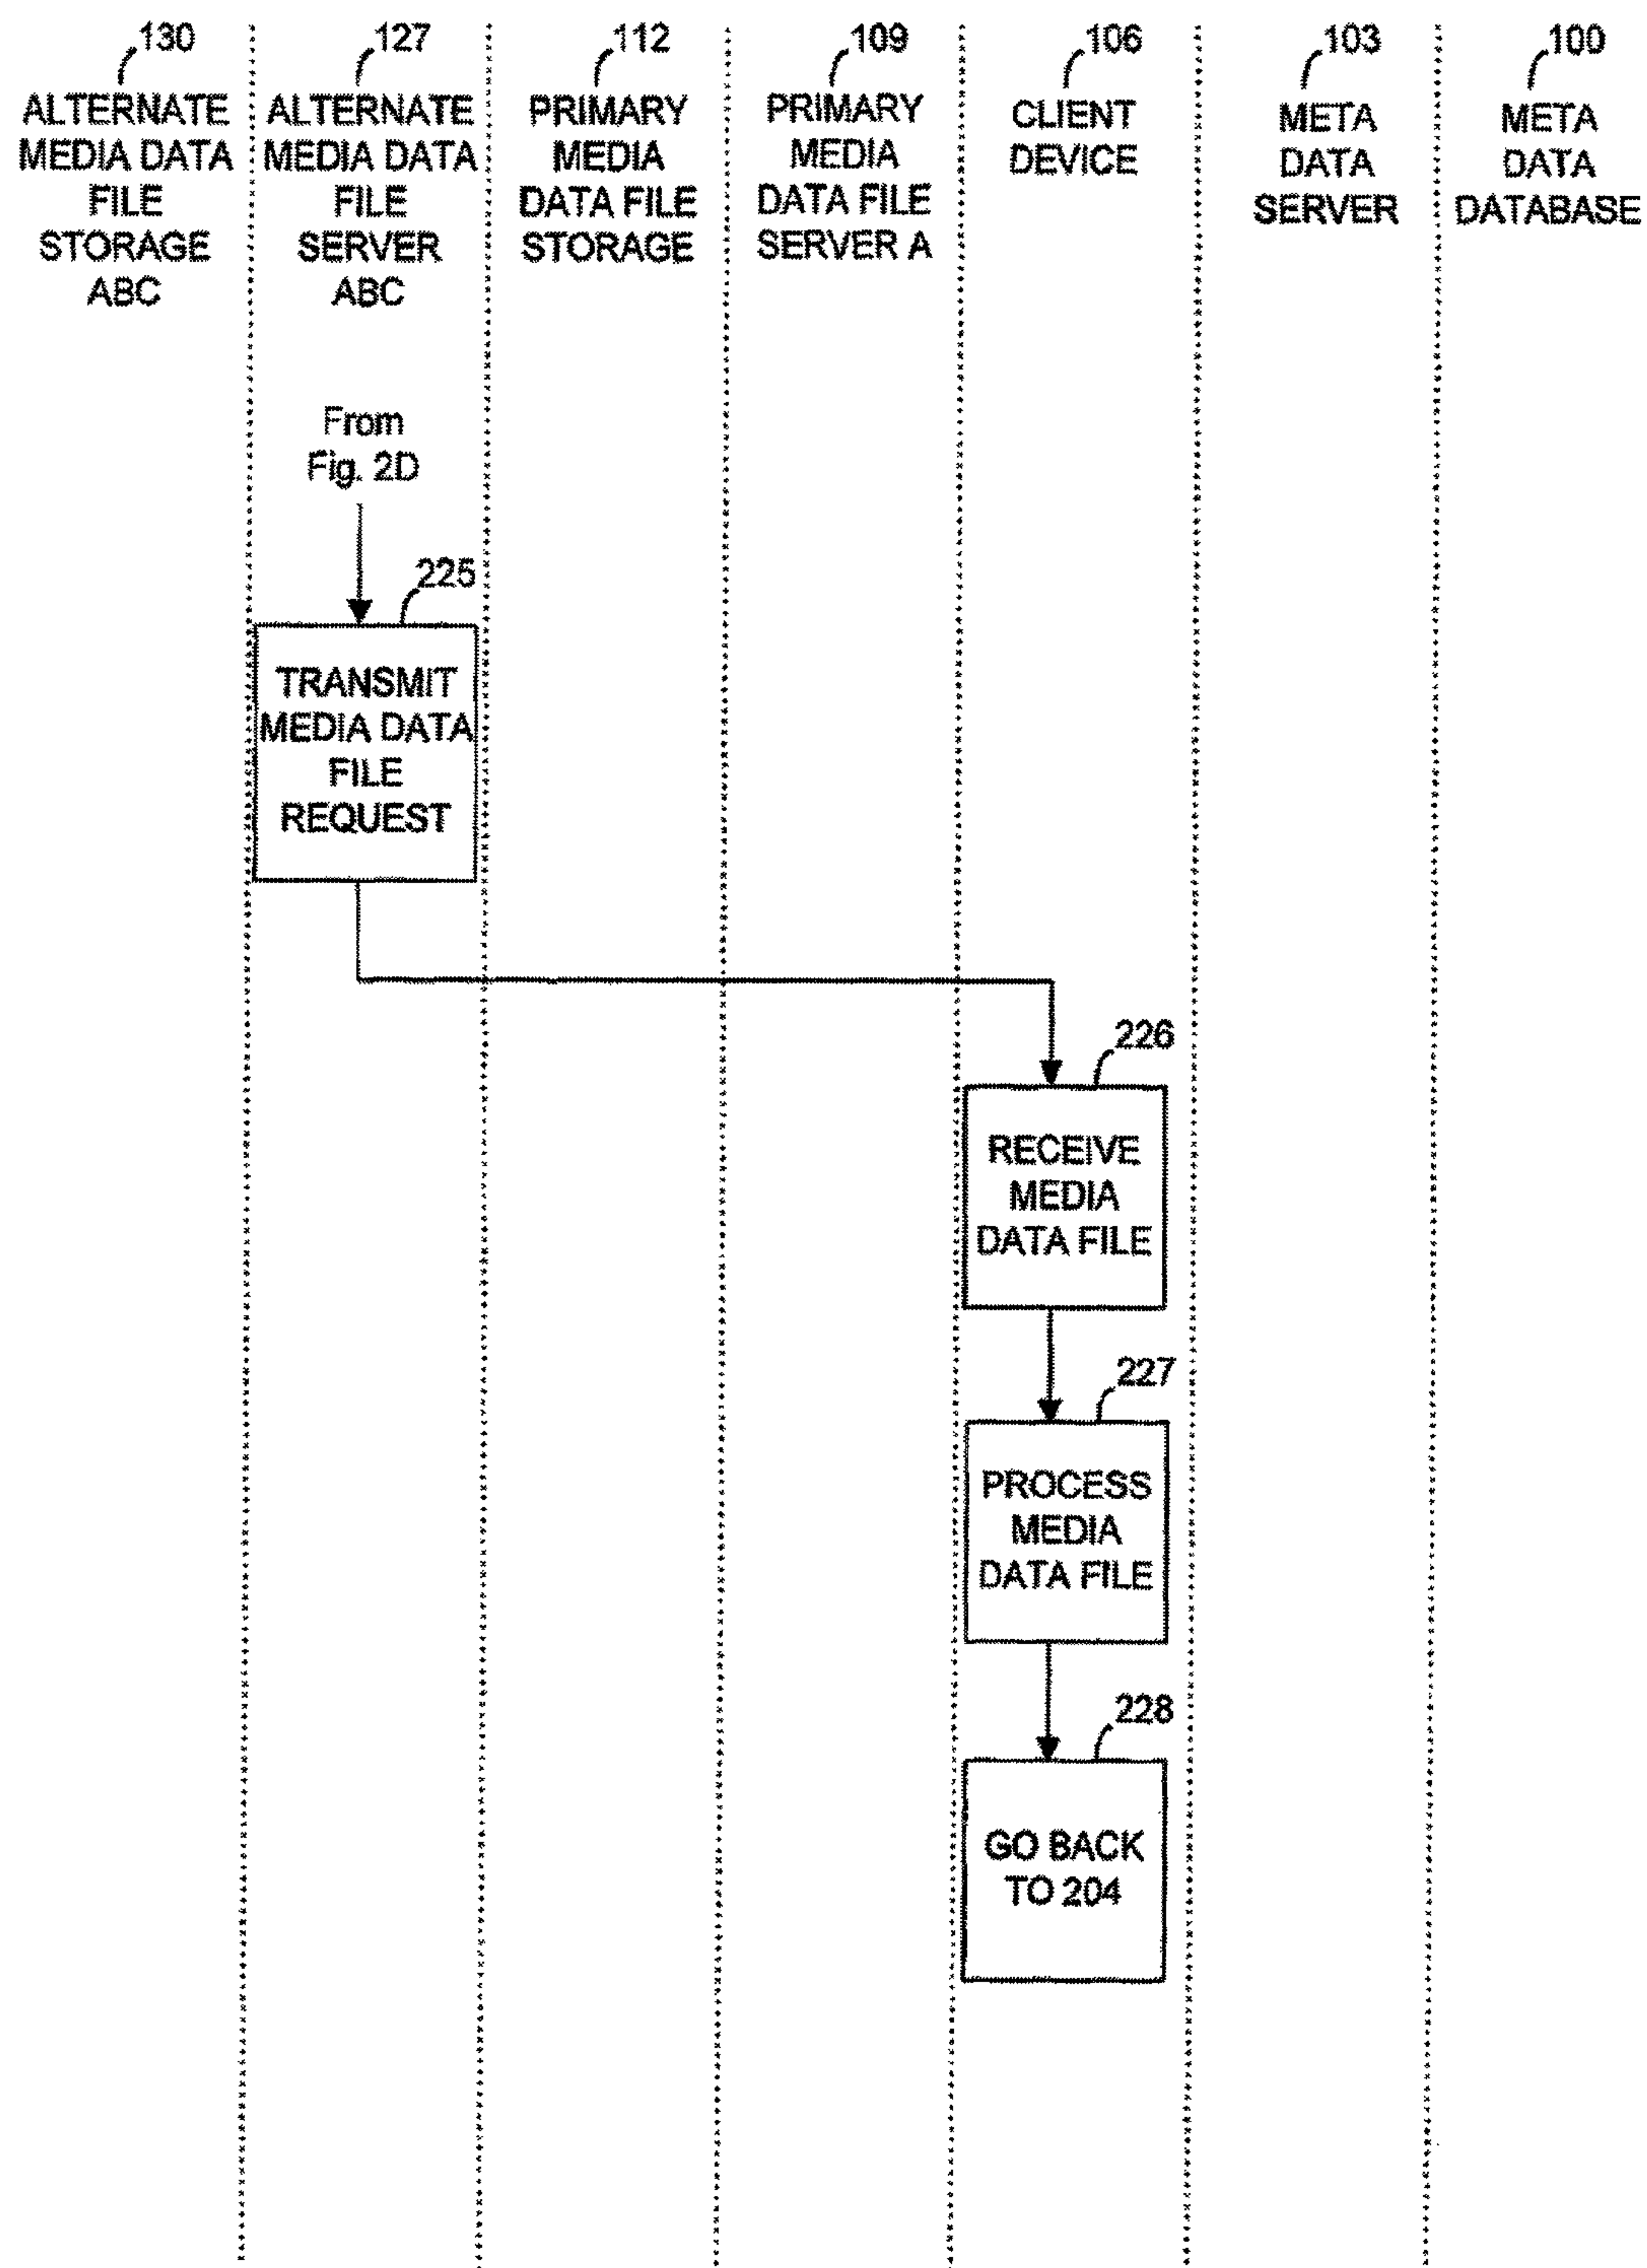 130
ALTERNATE
MEDIA DATA
FILE
STORAGE
ABC
127
ALTERNATE
MEDIA DATA
FILE
SERVER
ABC
112
PRIMARY
MEDIA
DATA FILE
STORAGE
109
PRIMARY
MEDIA
DATA FILE
SERVER A
106
CLIENT
DEVICE
103
META
DATA
SERVER
100
META
DATA
DATABASE
From
Fig. 2D
225
TRANSMIT
MEDIA DATA
FILE
REQUEST
226
RECEIVE
MEDIA
DATA FILE
227
PROCESS
MEDIA
DATA FILE
228
GO BACK
TO 204